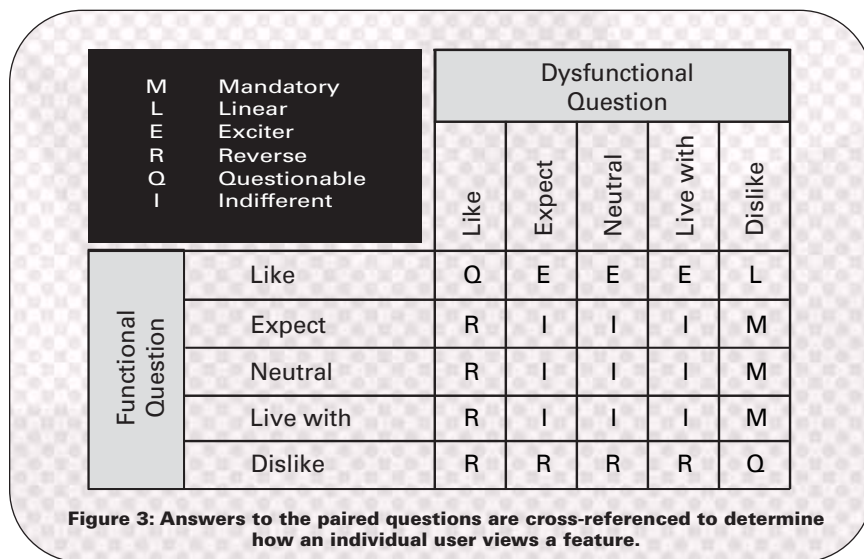 M Mandatory
L Linear
E Exciter
R Reverse
Q Questionable
I Indifferent
Dysfunctional
Question
Like
Expect
Neutral
Live with
Dislike
Functional
Question
Like Q E E E L
Expect R I I I M
Neutral R I I I M
Live with R I I I M
Dislike R R R R Q
Figure 3: Answers to the paired questions are cross-referenced to determine
how an individual user views a feature.